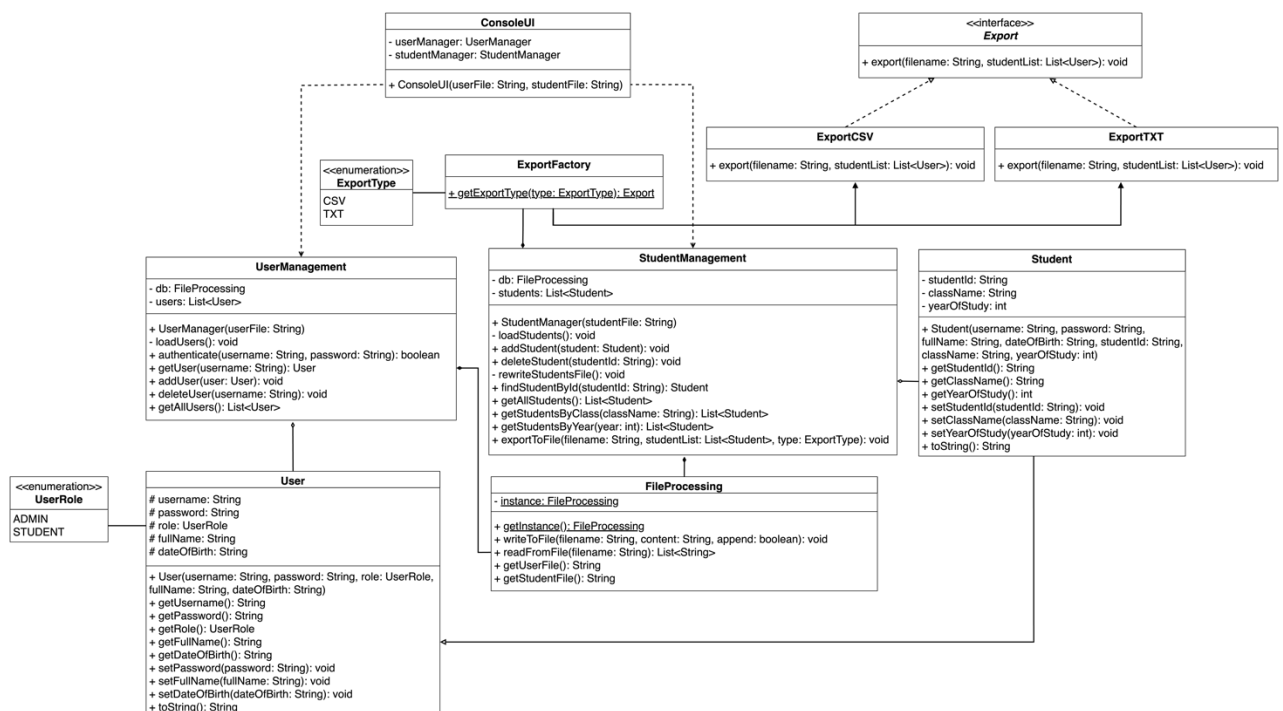 ConsoleUI
- userManager: UserManager
- studentManager: StudentManager
+ ConsoleUI(userFile: String, studentFile: String)
<<interface>>
Export
+ export(filename: String, studentList: List<User>): void
ExportCSV
+ export(filename: String, studentList: List<User>): void
ExportTXT
+ export(filename: String, studentList: List<User>): void
<<enumeration>>
ExportType
CSV
TXT
ExportFactory
+ getExportType(type: ExportType): Export
UserManagement
- db: FileProcessing
- users: List<User>
+ UserManager(userFile: String)
- loadUsers(): void
+ authenticate(username: String, password: String): boolean
+ getUser(username: String): User
+ addUser(user: User): void
+ deleteUser(username: String): void
+ getAllUsers(): List<User>
StudentManagement
- db: FileProcessing
- students: List<Student>
+ StudentManager(studentFile: String)
- loadStudents(): void
+ addStudent(student: Student): void
+ deleteStudent(studentId: String): void
- rewriteStudentsFile(): void
+ findStudentById(studentId: String): Student
+ getAllStudents(): List<Student>
+ getStudentsByClass(className: String): List<Student>
+ getStudentsByYear(year: int): List<Student>
+ exportToFile(filename: String, studentList: List<Student>, type: ExportType): void
Student
- studentId: String
- className: String
- yearOfStudy: int
+ Student(username: String, password: String,
fullName: String, dateOfBirth: String, studentId: String,
className: String, yearOfStudy: int)
+ getStudentId(): String
+ getClassName(): String
+ getYearOfStudy(): int
+ setStudentId(studentId: String): void
+ setClassName(className: String): void
+ setYearOfStudy(yearOfStudy: int): void
+ toString(): String
<<enumeration>>
UserRole
ADMIN
STUDENT
User
# username: String
# password: String
# role: UserRole
# fullName: String
# dateOfBirth: String
+ User(username: String, password: String, role: UserRole,
fullName: String, dateOfBirth: String)
+ getUsername(): String
+ getPassword(): String
+ getRole(): UserRole
+ getFullName(): String
+ getDateOfBirth(): String
+ setPassword(password: String): void
+ setFullName(fullName: String): void
+ setDateOfBirth(dateOfBirth: String): void
+ toString(): String
FileProcessing
- instance: FileProcessing
+ getInstance(): FileProcessing
+ writeToFile(filename: String, content: String, append: boolean): void
+ readFromFile(filename: String): List<String>
+ getUserFile(): String
+ getStudentFile(): String